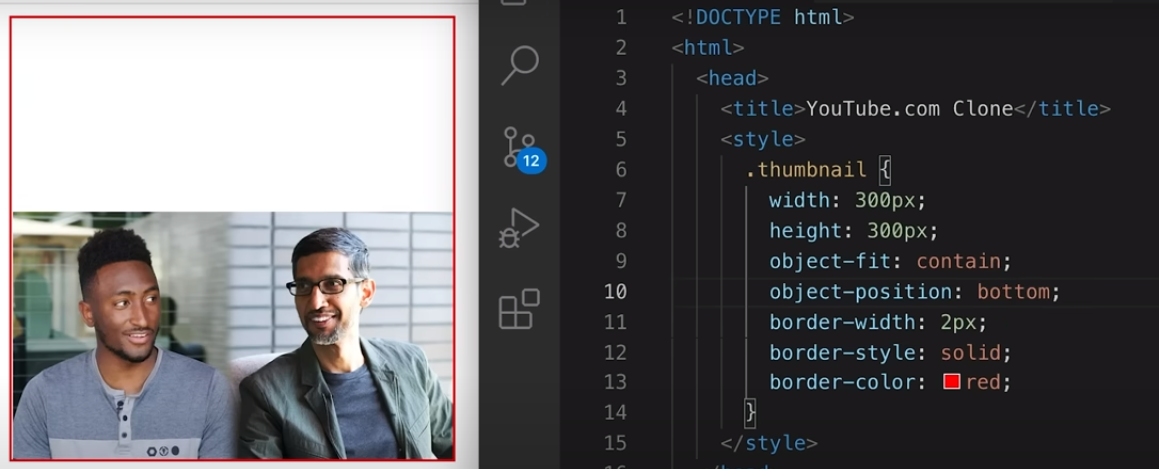 1 <!DOCTYPE html>
2 <html>
3 <head>
4 <title>YouTube.com Clone</title>
5 <style>
6 .thumbnail {
7 width: 300px;
8 height: 300px;
9 object-fit: contain;
10 object-position: bottom;
11 border-width: 2px;
12 border-style: solid;
13 border-color: red;
14 }
15 </style>
12